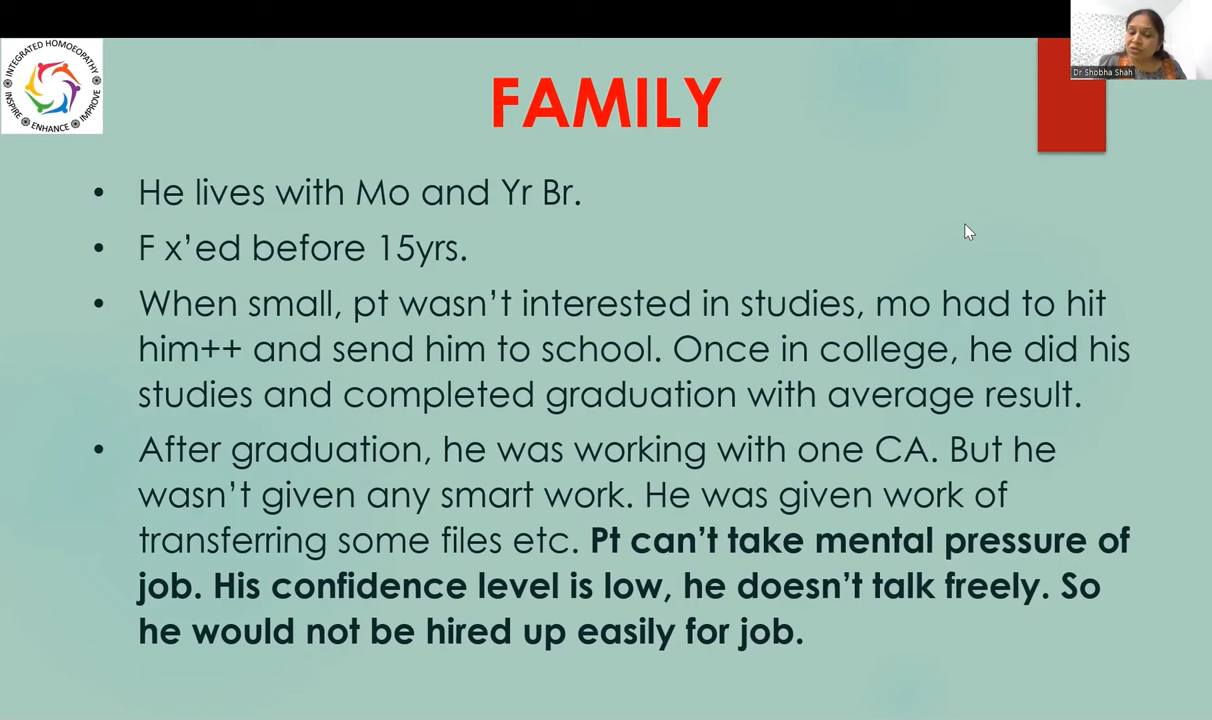 INTEGRATED HOMOEOPATHY
INSPIRE ENHANCE IMPROVE
Dr Shobha Shah
FAMILY
• He lives with Mo and Yr Br.
• F x’ed before 15yrs.
• When small, pt wasn’t interested in studies, mo had to hit
him++ and send him to school. Once in college, he did his
studies and completed graduation with average result.
• After graduation, he was working with one CA. But he
wasn’t given any smart work. He was given work of
transferring some files etc. Pt can’t take mental pressure of
job. His confidence level is low, he doesn’t talk freely. So
he would not be hired up easily for job.